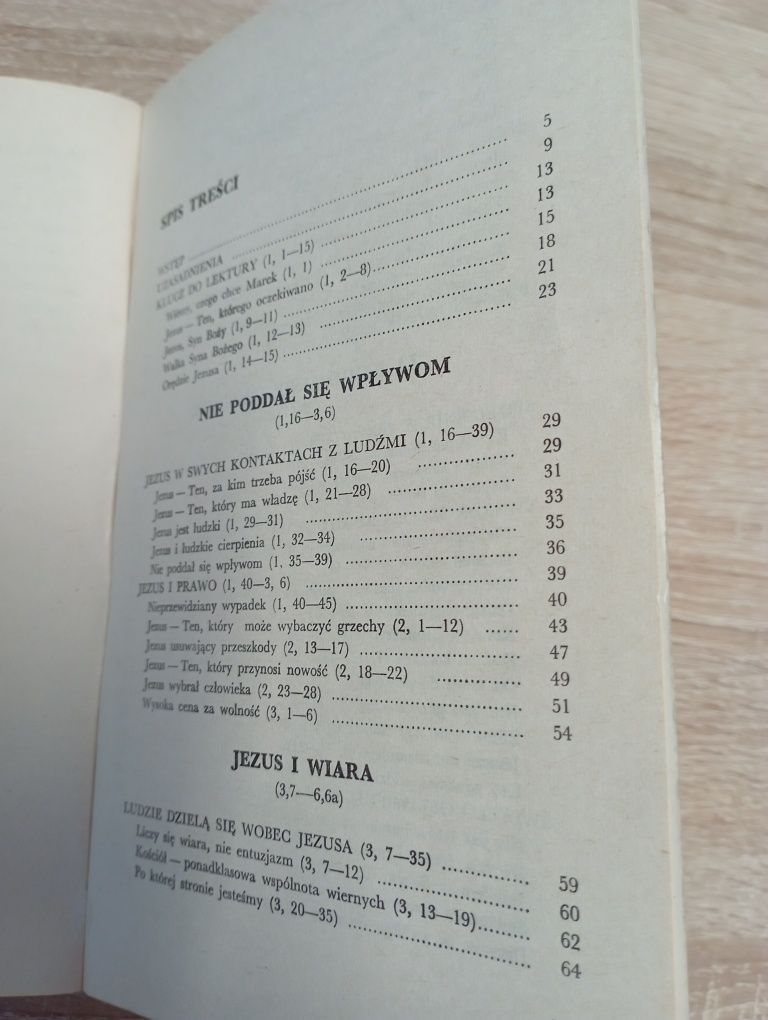 SPIS TREŚCI
WSTĘP ........ 5
UZASADNIENIA ........ 9
KLUCZ DO LEKTURY (1, 1—15) ........ 13
czego chce Marek (1, 1) ........ 13
Jezus — Ten, którego oczekiwano (1, 2—8) ........ 15
Jezus, Syn Boży (1, 9—11) ........ 18
Walka Syna Bożego (1, 12—13) ........ 21
Orędzie Jezusa (1, 14—15) ........ 23
NIE PODDAŁ SIĘ WPŁYWOM
(1,16—3,6)
JEZUS W SWYCH KONTAKTACH Z LUDŹMI (1, 16—39) 29
Jezus — Ten, za kim trzeba pójść (1, 16—20) ........ 29
Jezus — Ten, który ma władzę (1, 21—28) ........ 31
Jezus jest ludzki (1, 29—31) ........ 33
Jezus i ludzkie cierpienia (1, 32—34) ........ 35
Nie poddał się wpływom (1, 35—39) ........ 36
JEZUS I PRAWO (1, 40—3, 6) ........ 39
Nieprzewidziany wypadek (1, 40—45) ........ 40
Jezus — Ten, który może wybaczyć grzechy (2, 1—12) ...... 43
Jezus usuwający przeszkody (2, 13—17) ........ 47
Jezus — Ten, który przynosi nowość (2, 18—22) ........ 49
Jezus wybrał człowieka (2, 23—28) ........ 51
Wysoka cena za wolność (3, 1—6) ........ 54
JEZUS I WIARA
(3,7—6,6a)
LUDZIE DZIELĄ SIĘ WOBEC JEZUSA (3, 7—35) ........ 59
Liczy się wiara, nie entuzjazm (3, 7—12) ........ 60
Kościół — ponadklasowa wspólnota wiernych (3, 13—19) ........ 62
Po której stronie jesteśmy (3, 20—35) ........ 64